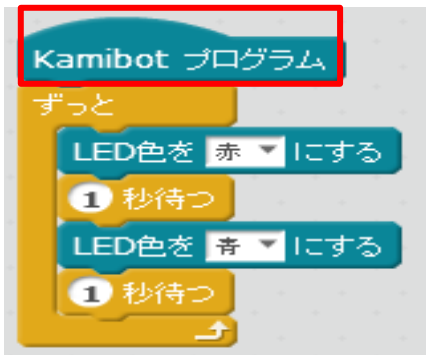 Kamibot プログラム
ずっと
LED色を 赤 にする
1 秒待つ
LED色を 青 にする
1 秒待つ